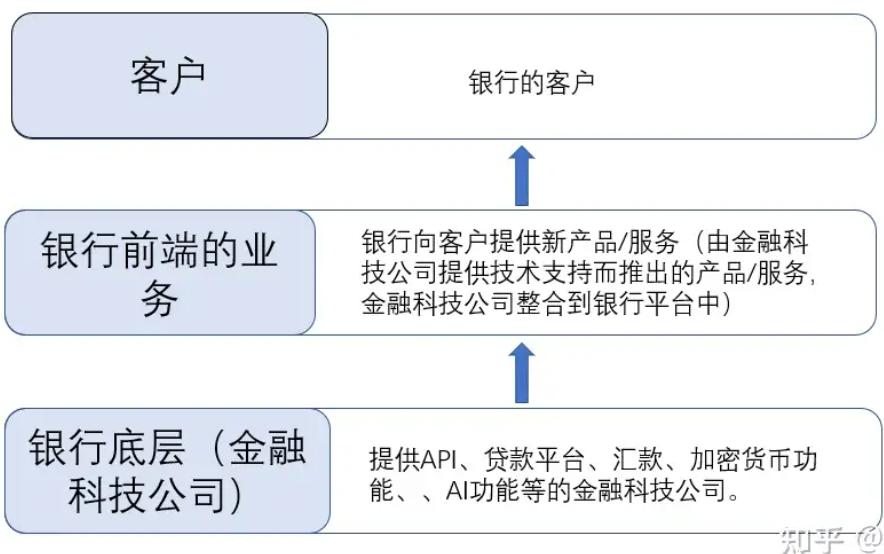 客户
银行的客户
银行前端的业
务
银行向客户提供新产品/服务（由金融科
技公司提供技术支持而推出的产品/服务，
金融科技公司整合到银行平台中）
银行底层（金融
科技公司）
提供API、贷款平台、汇款、加密货币功
能、、AI功能等的金融科技公司。
知乎 @